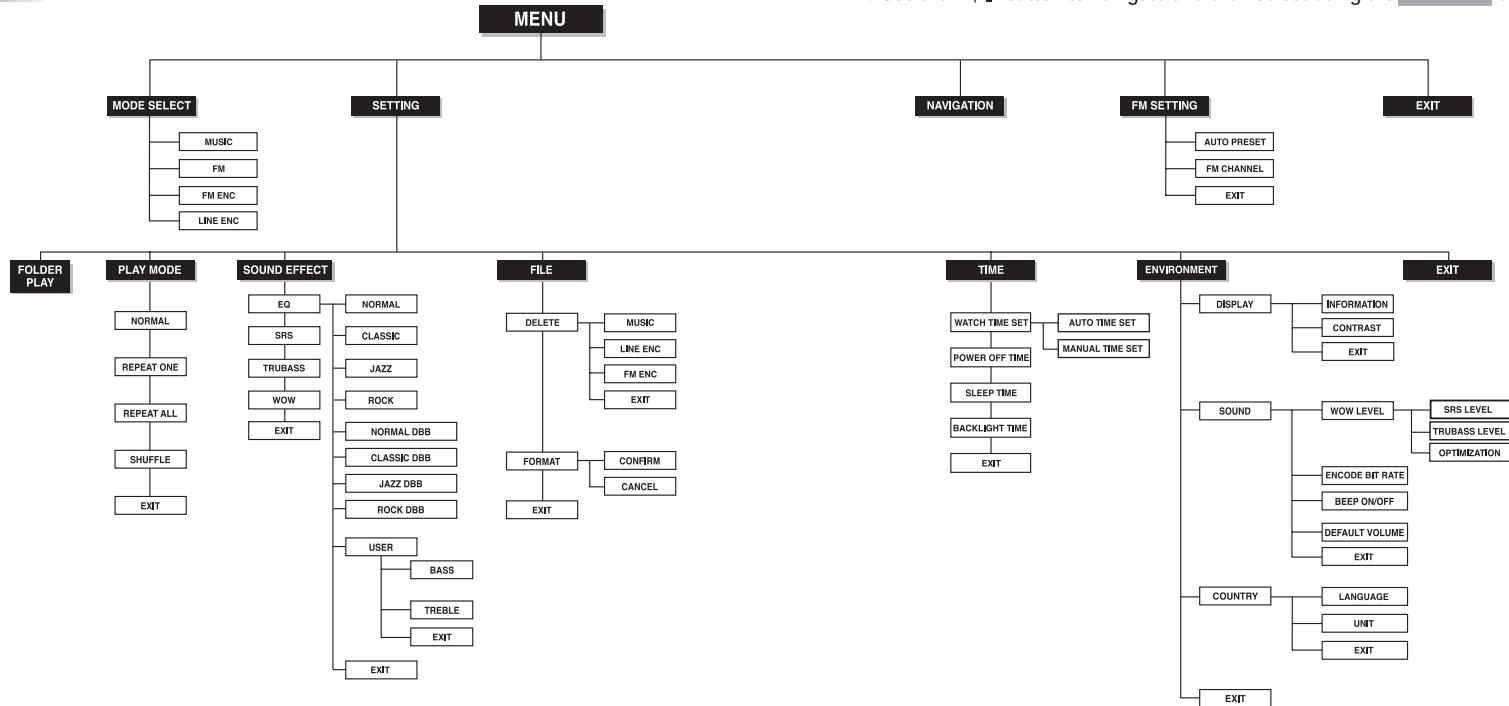 MENU
MODE SELECT
MUSIC
FM
FM ENC
LINE ENC
SETTING
NAVIGATION
FM SETTING
AUTO PRESET
FM CHANNEL
EXIT
EXIT
FOLDER
PLAY
PLAY MODE
NORMAL
REPEAT ONE
REPEAT ALL
SHUFFLE
EXIT
SOUND EFFECT
EQ
SRS
TRUBASS
WOW
EXIT
NORMAL
CLASSIC
JAZZ
ROCK
NORMAL DBB
CLASSIC DBB
JAZZ DBB
ROCK DBB
USER
BASS
TREBLE
EXIT
EXIT
FILE
DELETE
MUSIC
LINE ENC
FM ENC
EXIT
FORMAT
CONFIRM
CANCEL
EXIT
TIME
WATCH TIME SET
AUTO TIME SET
MANUAL TIME SET
POWER OFF TIME
SLEEP TIME
BACKLIGHT TIME
EXIT
ENVIRONMENT
DISPLAY
INFORMATION
CONTRAST
EXIT
SOUND
WOW LEVEL
SRS LEVEL
TRUBASS LEVEL
OPTIMIZATION
ENCODE BIT RATE
BEEP ON/OFF
DEFAULT VOLUME
EXIT
COUNTRY
LANGUAGE
UNIT
EXIT
EXIT
EXIT